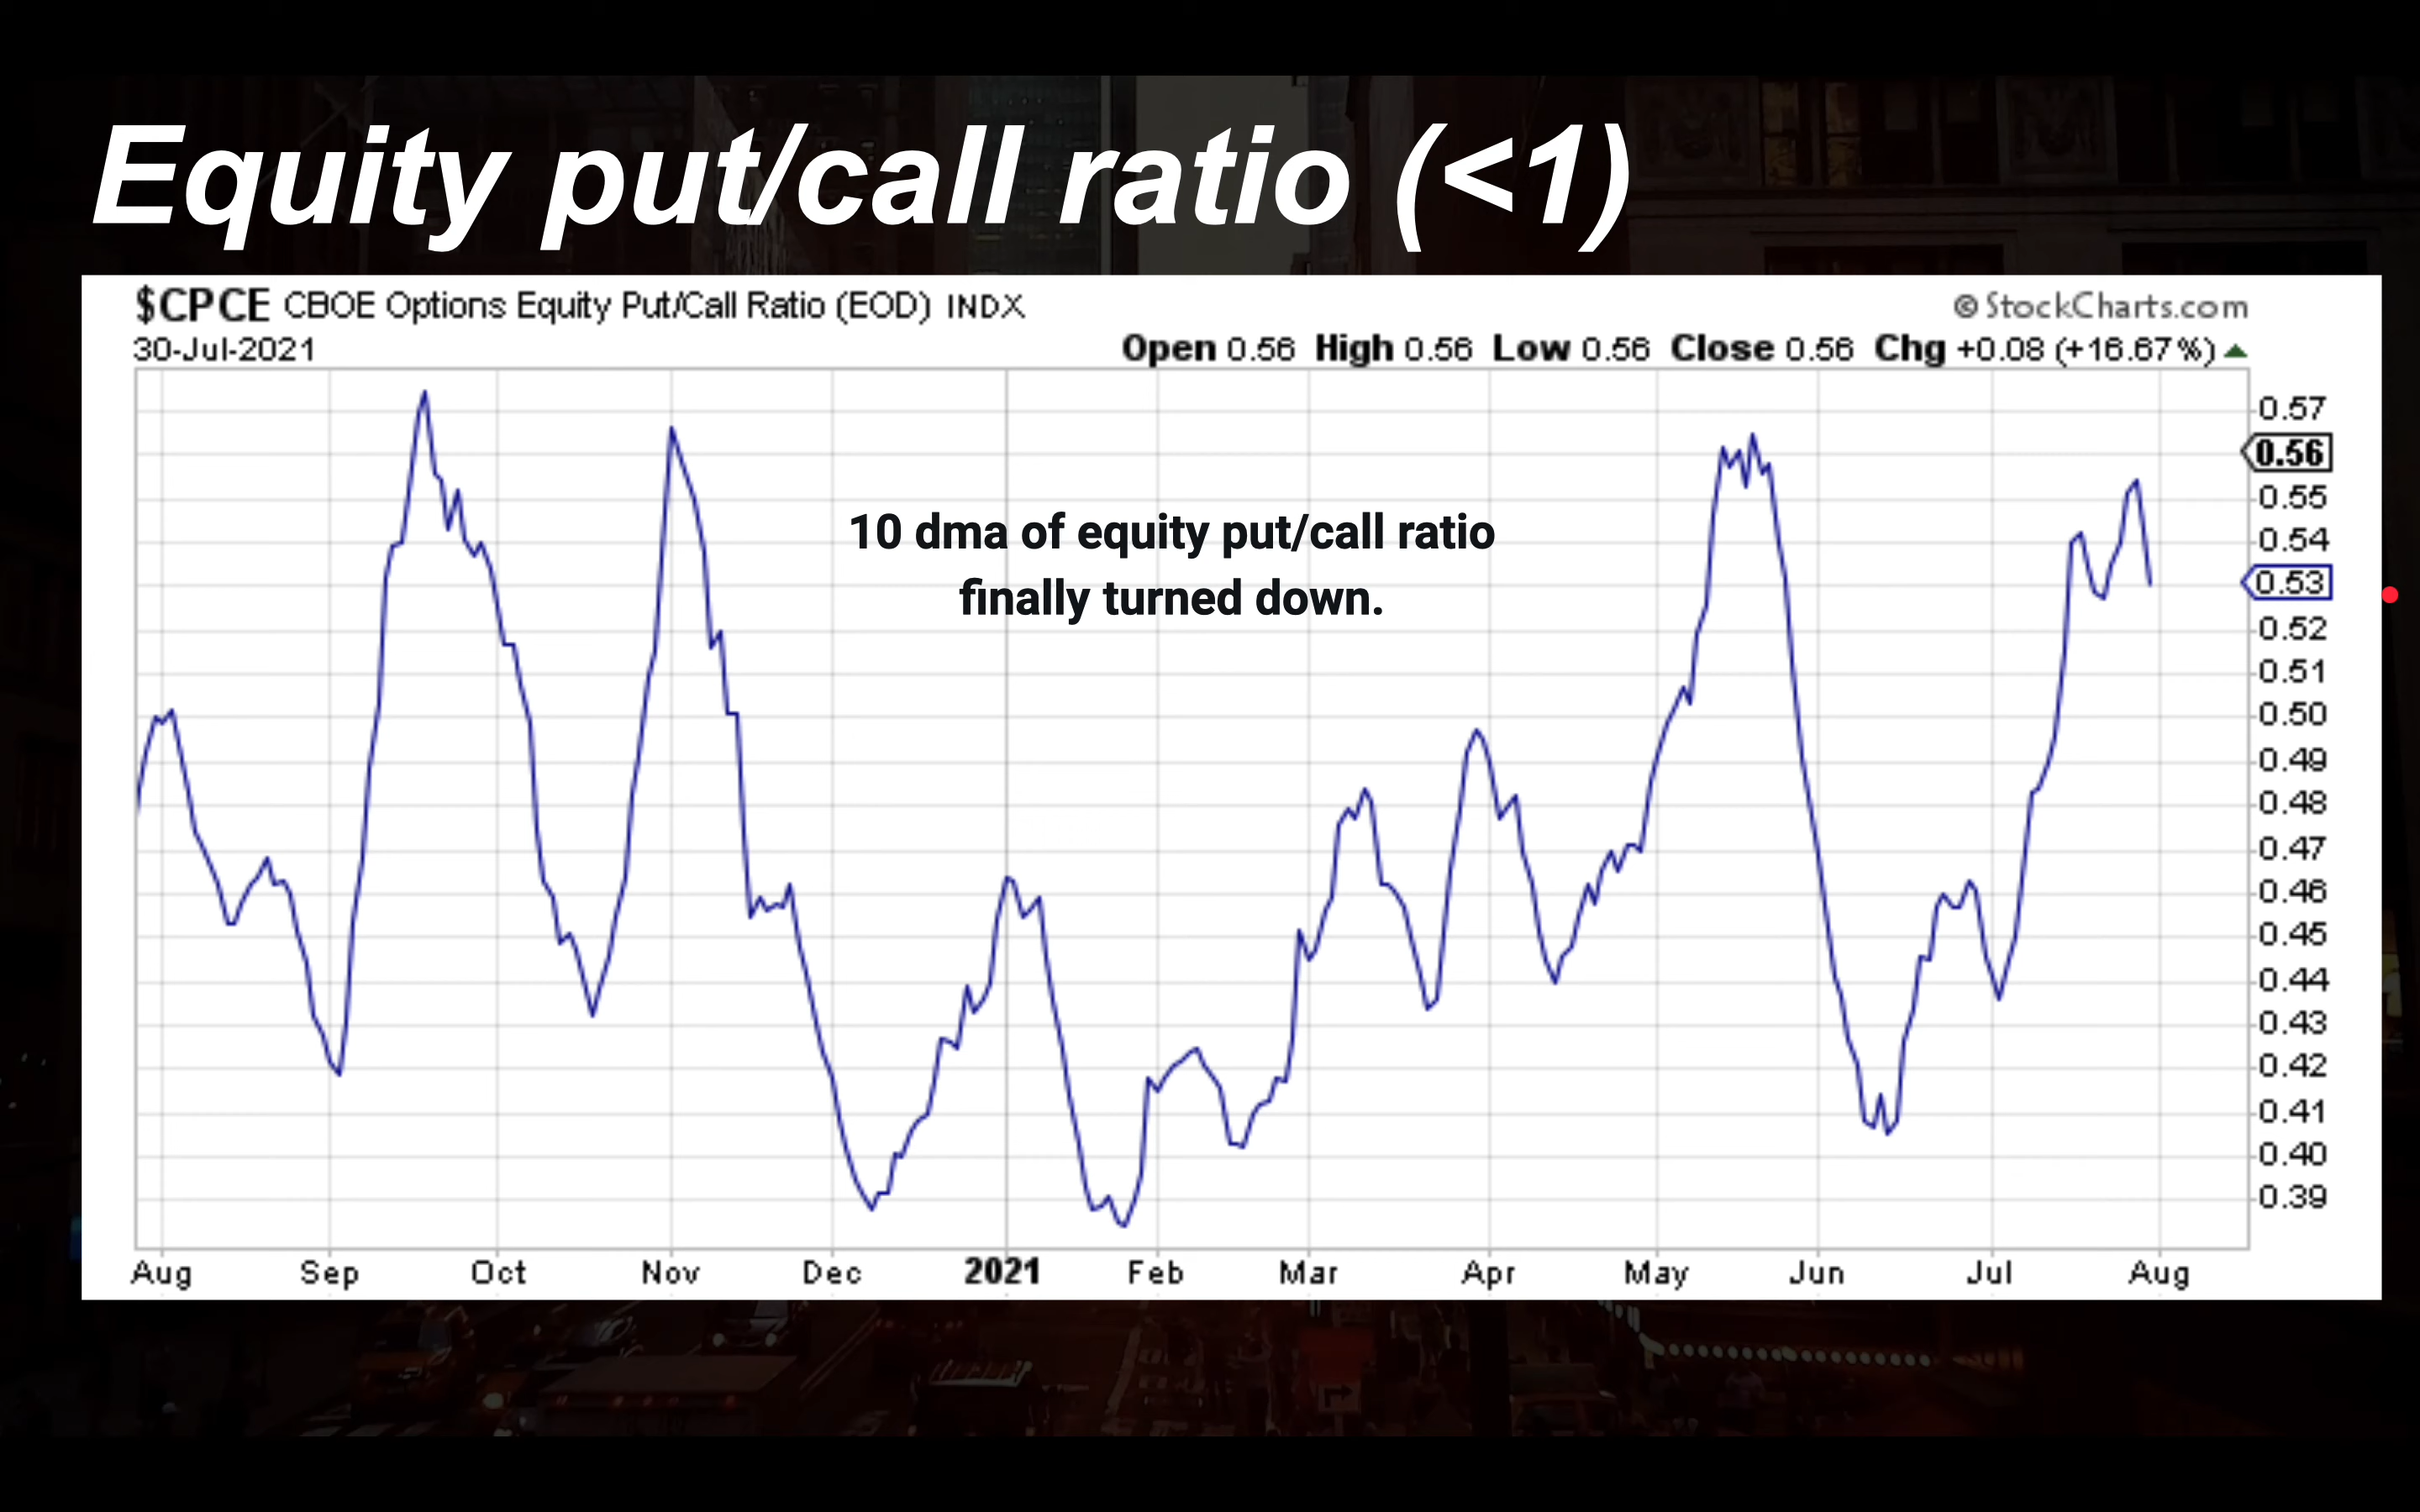 Equity put/call ratio (<1)
$CPCE CBOE Options Equity Put/Call Ratio (EOD) INDX
© StockCharts.com
30-Jul-2021
Open 0.56 High 0.56 Low 0.56 Close 0.56 Chg +0.08 (+16.67%)
10 dma of equity put/call ratio
finally turned down.
0.57
0.56
0.55
0.54
0.53
0.52
0.51
0.50
0.49
0.48
0.47
0.46
0.45
0.44
0.43
0.42
0.41
0.40
0.39
Aug Sep Oct Nov Dec 2021 Feb Mar Apr May Jun Jul Aug